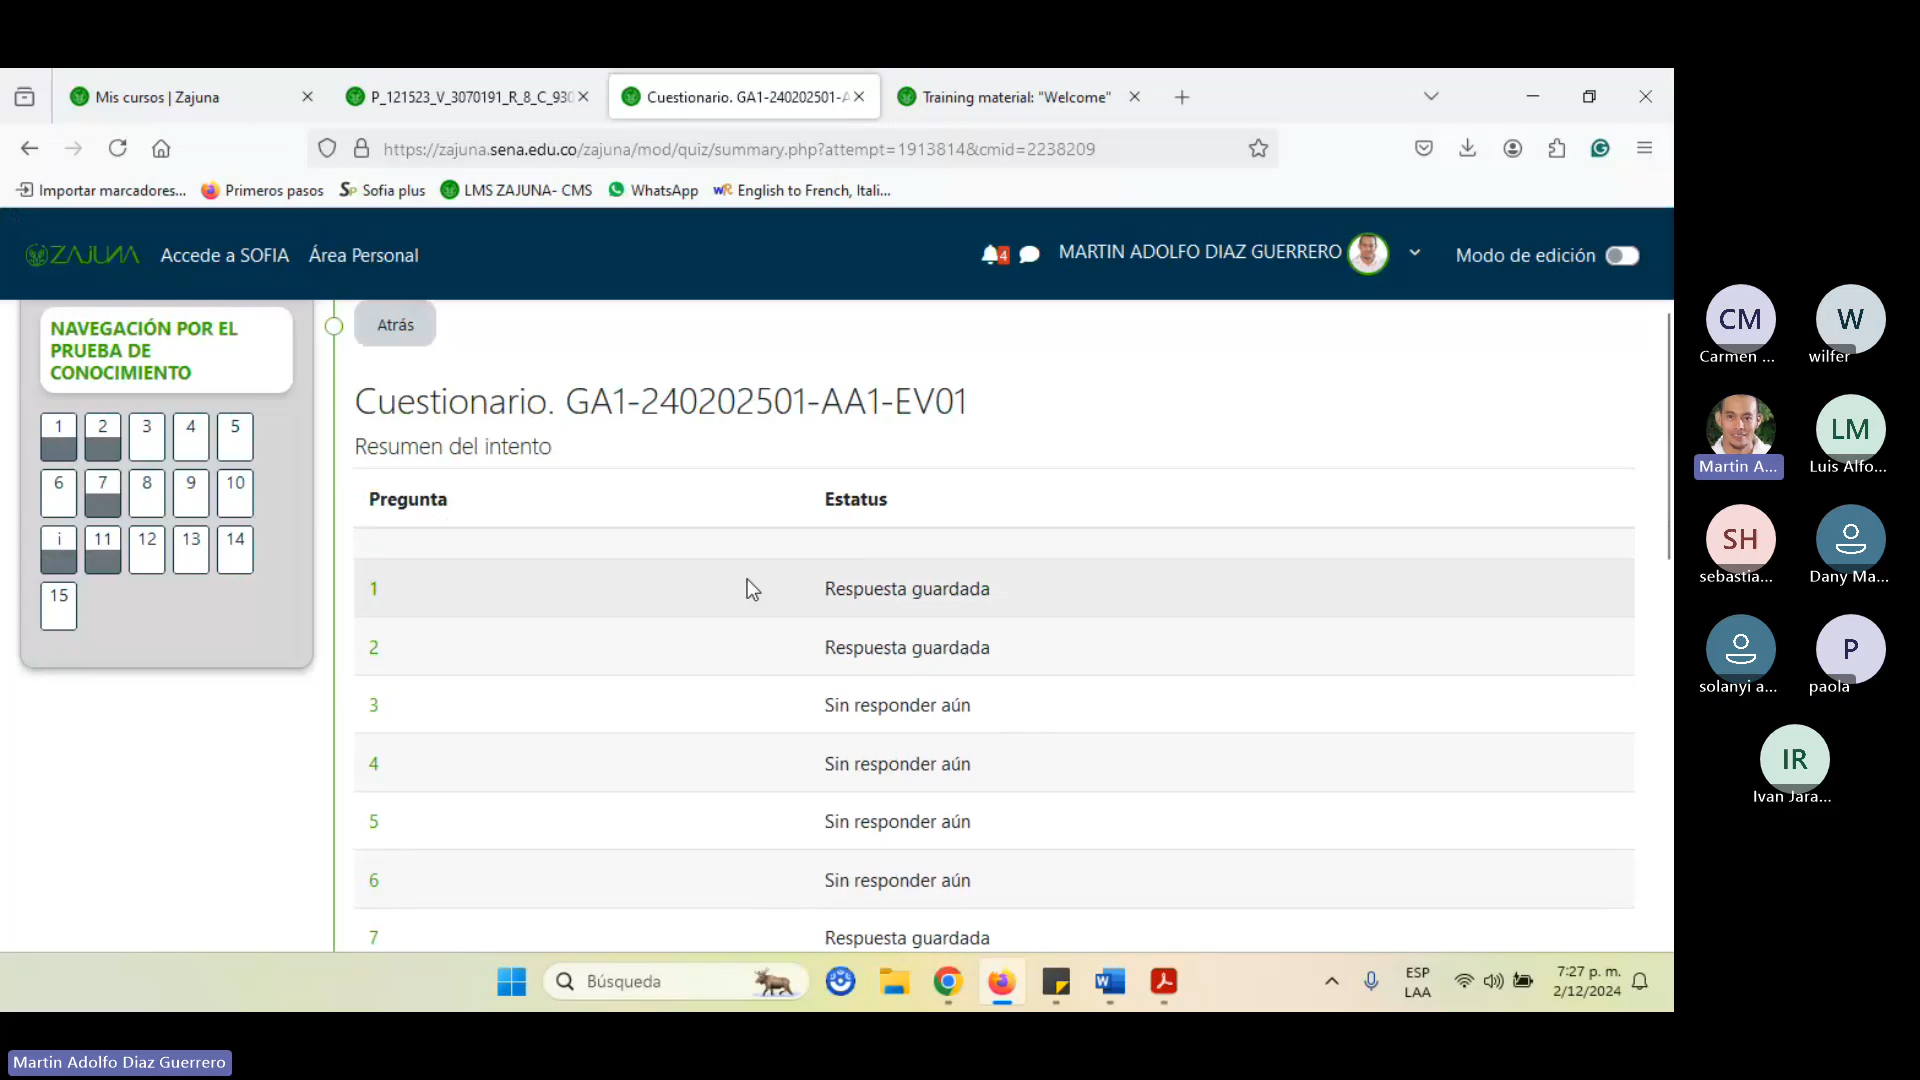 Mis cursos | Zajuna
P_121523_V_3070191_R_8_C_930
Cuestionario. GA1-240202501-A
Training material: "Welcome"
https://zajuna.sena.edu.co/zajuna/mod/quiz/summary.php?attempt=1913814&cmid=2238209
Importar marcadores...
Primeros pasos
Sofia plus
LMS ZAJUNA- CMS
WhatsApp
English to French, Itali...
ZAJUNA
Accede a SOFIA
Área Personal
4
MARTIN ADOLFO DIAZ GUERRERO
Modo de edición
NAVEGACIÓN POR EL
PRUEBA DE
CONOCIMIENTO
1 2 3 4 5
6 7 8 9 10
i 11 12 13 14
15
Atrás
Cuestionario. GA1-240202501-AA1-EV01
Resumen del intento
Pregunta Estatus
1 Respuesta guardada
2 Respuesta guardada
3 Sin responder aún
4 Sin responder aún
5 Sin responder aún
6 Sin responder aún
7 Respuesta guardada
CM
Carmen ...
W
wilfer
Martin A...
LM
Luis Alfo...
SH
sebastia...
Dany Ma...
solanyi a...
P
paola
IR
Ivan Jara...
Búsqueda
ESP
LAA
7:27 p. m.
2/12/2024
Martin Adolfo Diaz Guerrero